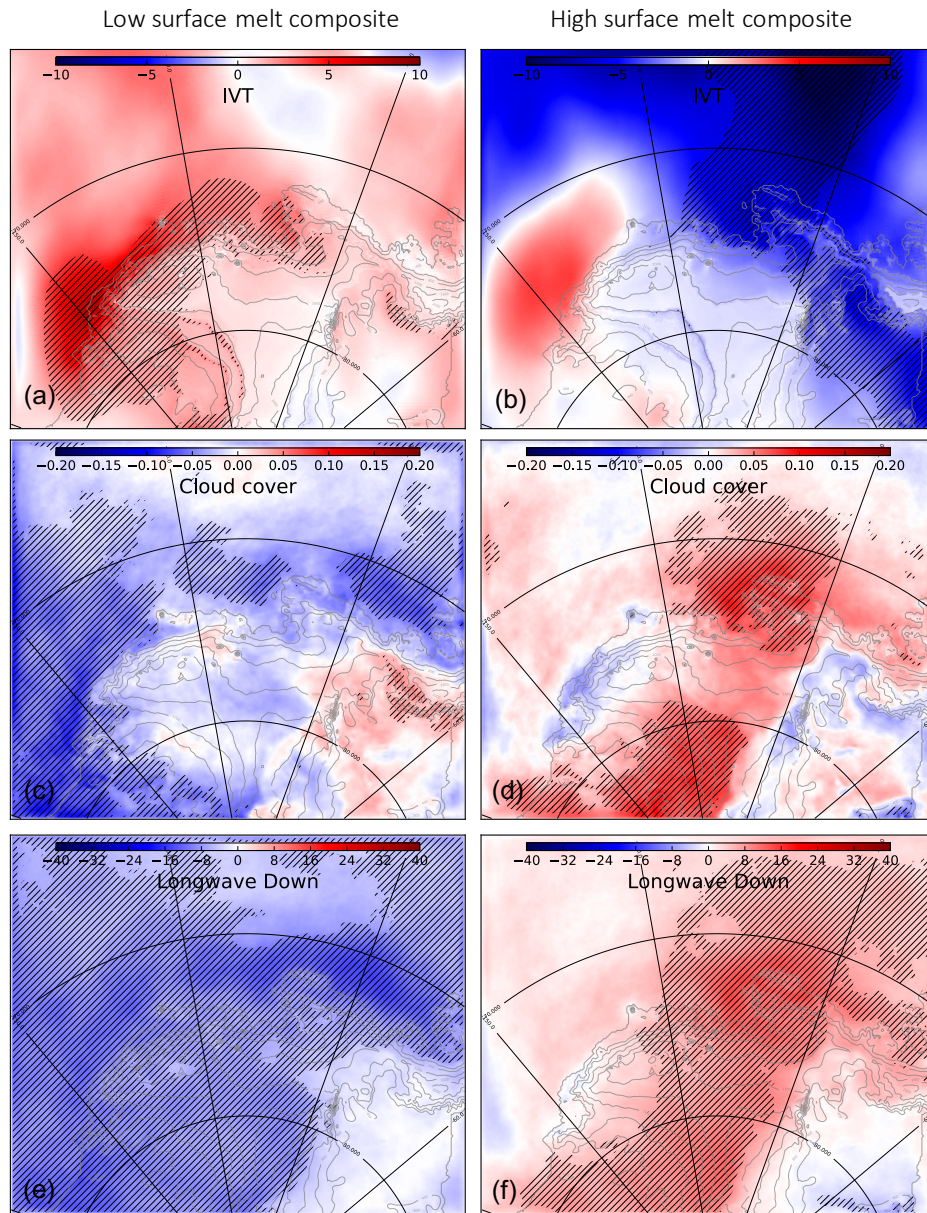 Low surface melt composite
High surface melt composite
−10 −5 0 5 10
IVT
−10 −5 0 5 10
IVT
(a)
(b)
−0.20 −0.15 −0.10 −0.05 0.00 0.05 0.10 0.15 0.20
Cloud cover
−0.20 −0.15 −0.10 −0.05 0.00 0.05 0.10 0.15 0.20
Cloud cover
(c)
(d)
−40 −32 −24 −16 −8 0 8 16 24 32 40
Longwave Down
−40 −32 −24 −16 −8 0 8 16 24 32 40
Longwave Down
(e)
(f)